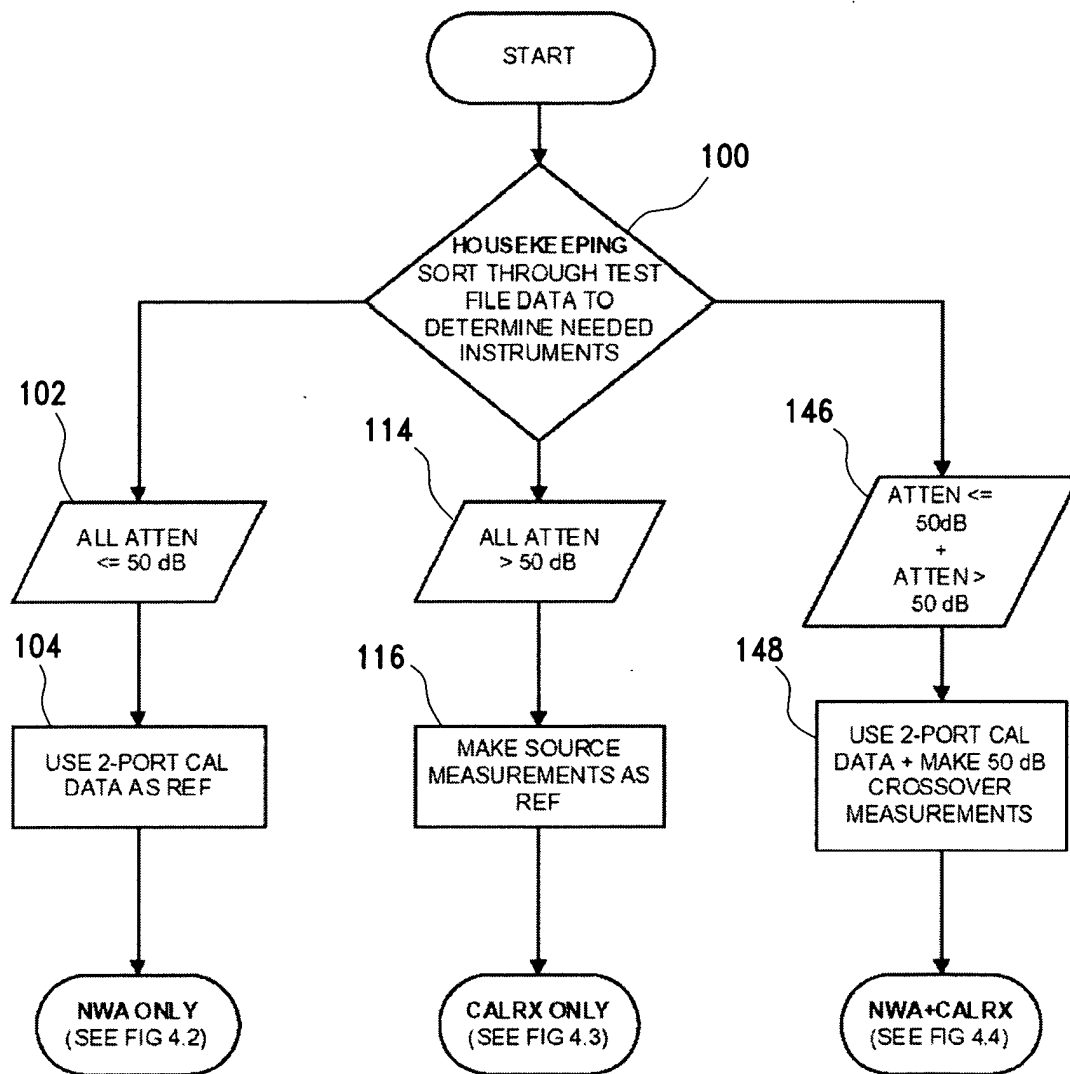 START
100
HOUSEKEEPING
SORT THROUGH TEST
FILE DATA TO
DETERMINE NEEDED
INSTRUMENTS
102
ALL ATTEN
<= 50 dB
114
ALL ATTEN
> 50 dB
146
ATTEN <=
50dB
+
ATTEN >
50 dB
104
USE 2-PORT CAL
DATA AS REF
116
MAKE SOURCE
MEASUREMENTS AS
REF
148
USE 2-PORT CAL
DATA + MAKE 50 dB
CROSSOVER
MEASUREMENTS
NWA ONLY
(SEE FIG 4.2)
CALRX ONLY
(SEE FIG 4.3)
NWA+CALRX
(SEE FIG 4.4)